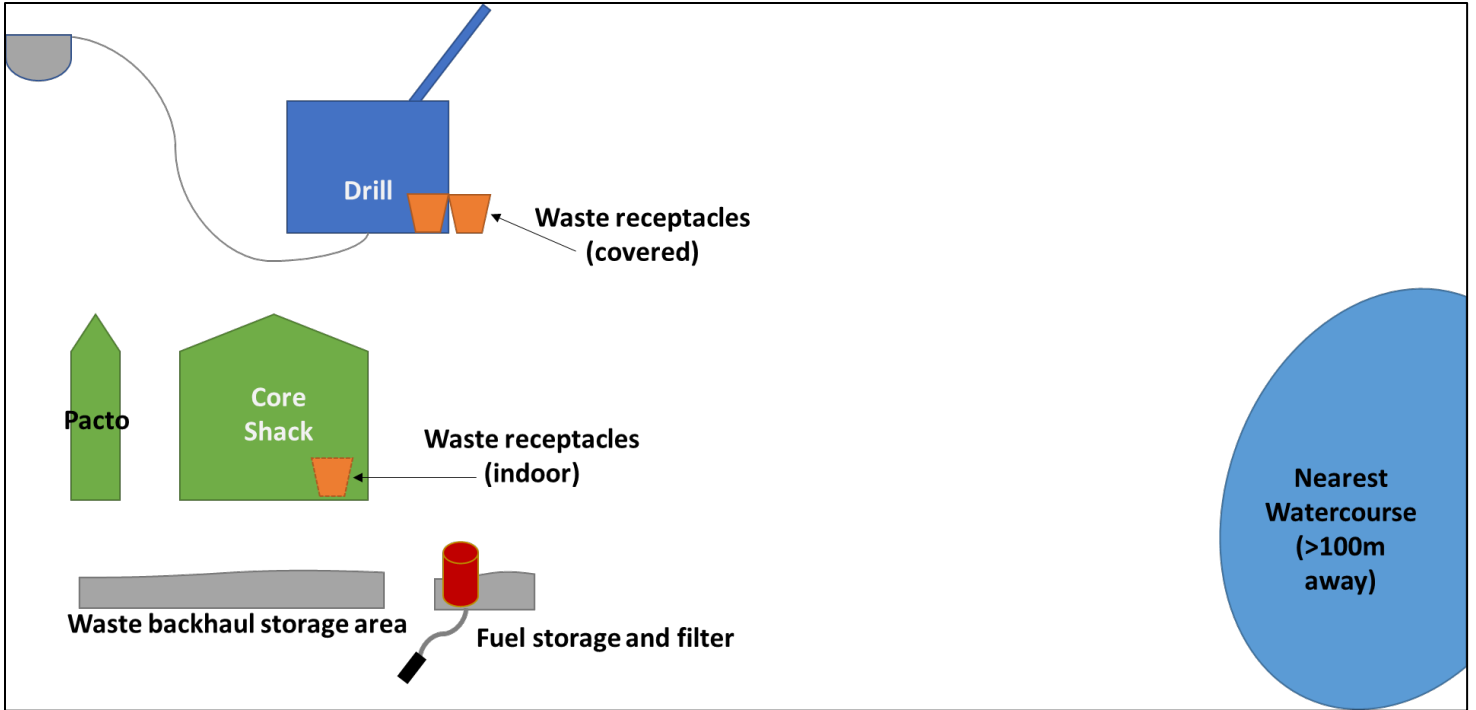 Drill
Waste receptacles
(covered)
Pacto
Core
Shack
Waste receptacles
(indoor)
Nearest
Watercourse
(>100m
away)
Waste backhaul storage area
Fuel storage and filter